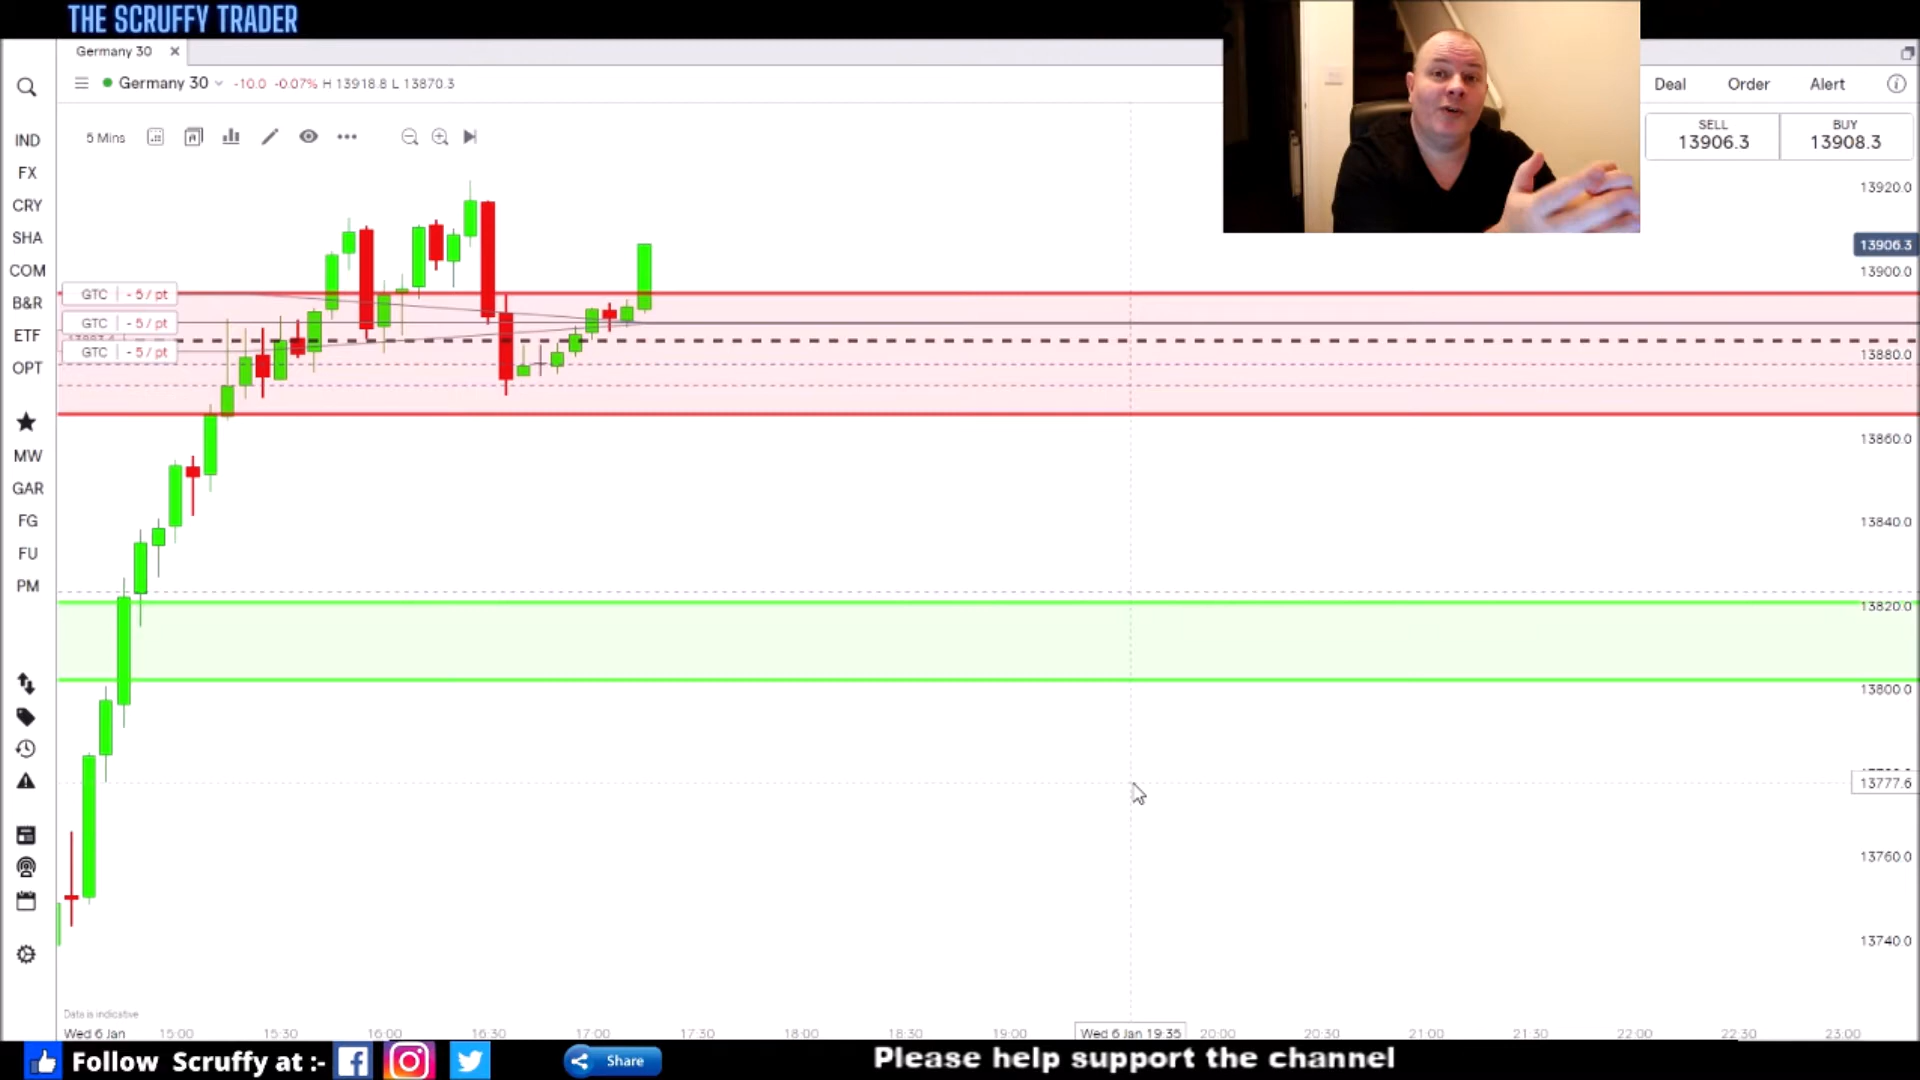 THE SCRUFFY TRADER
Germany 30
Germany 30 -10.0 -0.07% H 13918.8 L 13870.3
Deal Order Alert
5 Mins
SELL
13906.3
BUY
13908.3
IND
FX
CRY
SHA
COM
B&R
ETF
OPT
MW
GAR
FG
FU
PM
GTC - 5 / pt
GTC - 5 / pt
GTC - 5 / pt
13920.0
13906.3
13900.0
13880.0
13860.0
13840.0
13820.0
13800.0
13777.6
13760.0
13740.0
Data is indicative
Wed 6 Jan 15:00 15:30 16:00 16:30 17:00 17:30 18:00 18:30 19:00 Wed 6 Jan 19:35 20:00 20:30 21:00 21:30 22:00 22:30 23:00
Follow Scruffy at :- Share Please help support the channel